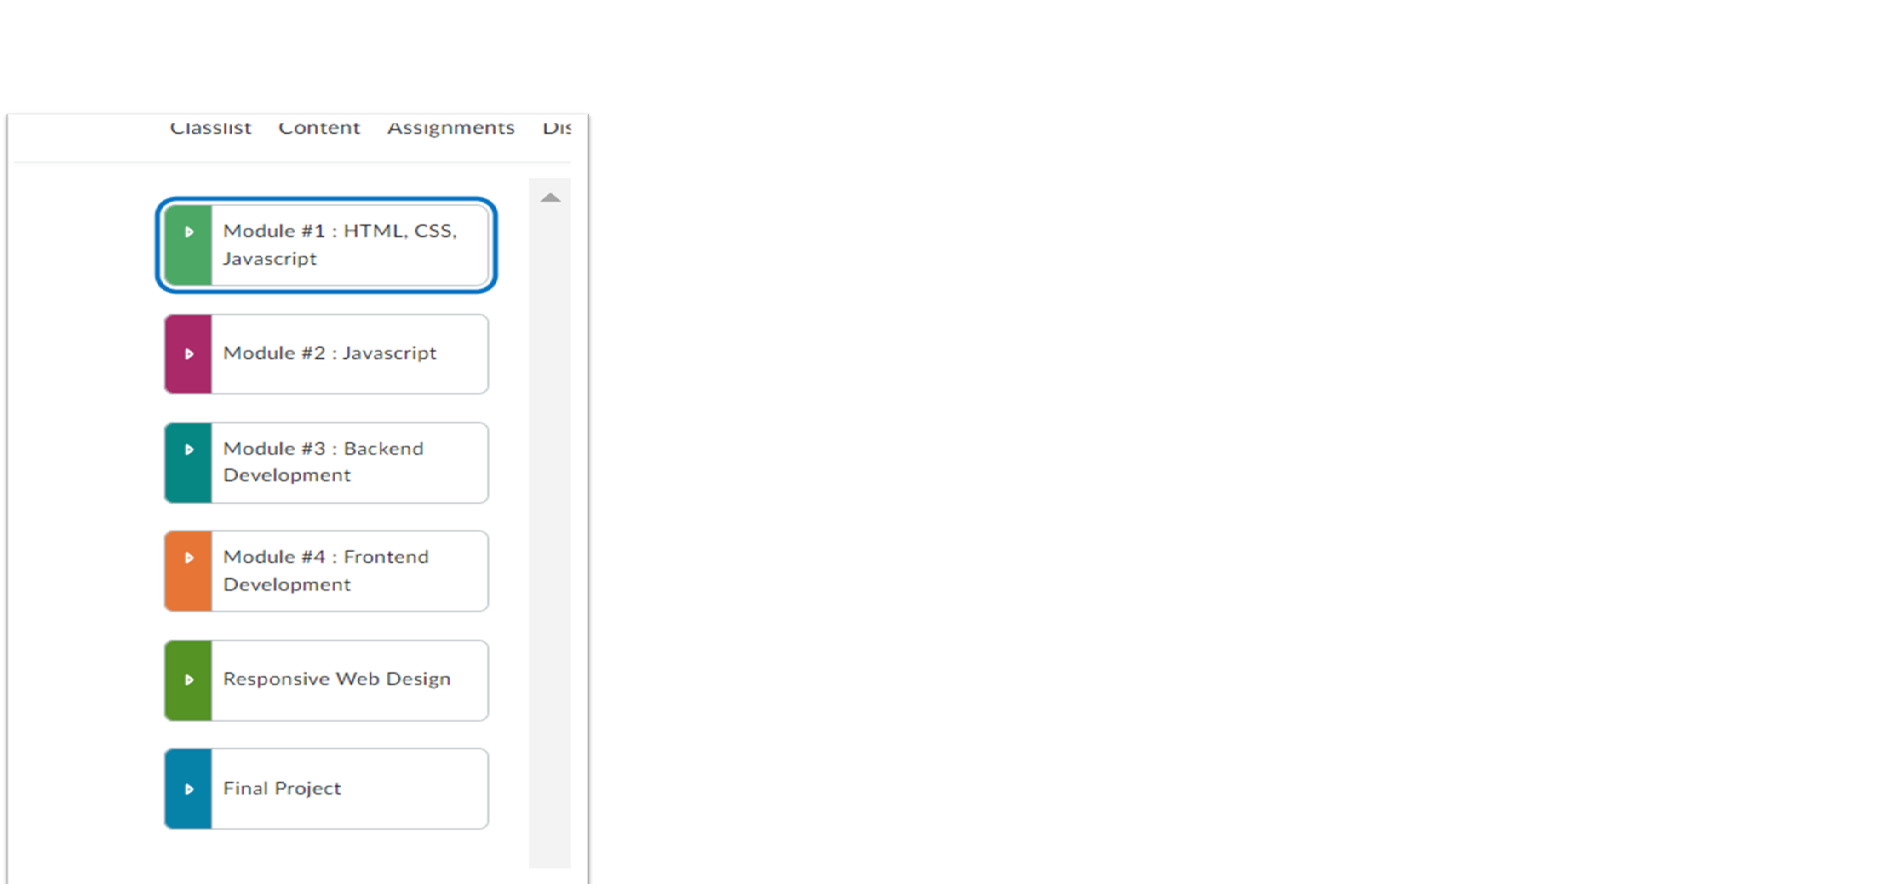 Classlist Content Assignments Dis
Module #1 : HTML, CSS,
Javascript
Module #2 : Javascript
Module #3 : Backend
Development
Module #4 : Frontend
Development
Responsive Web Design
Final Project